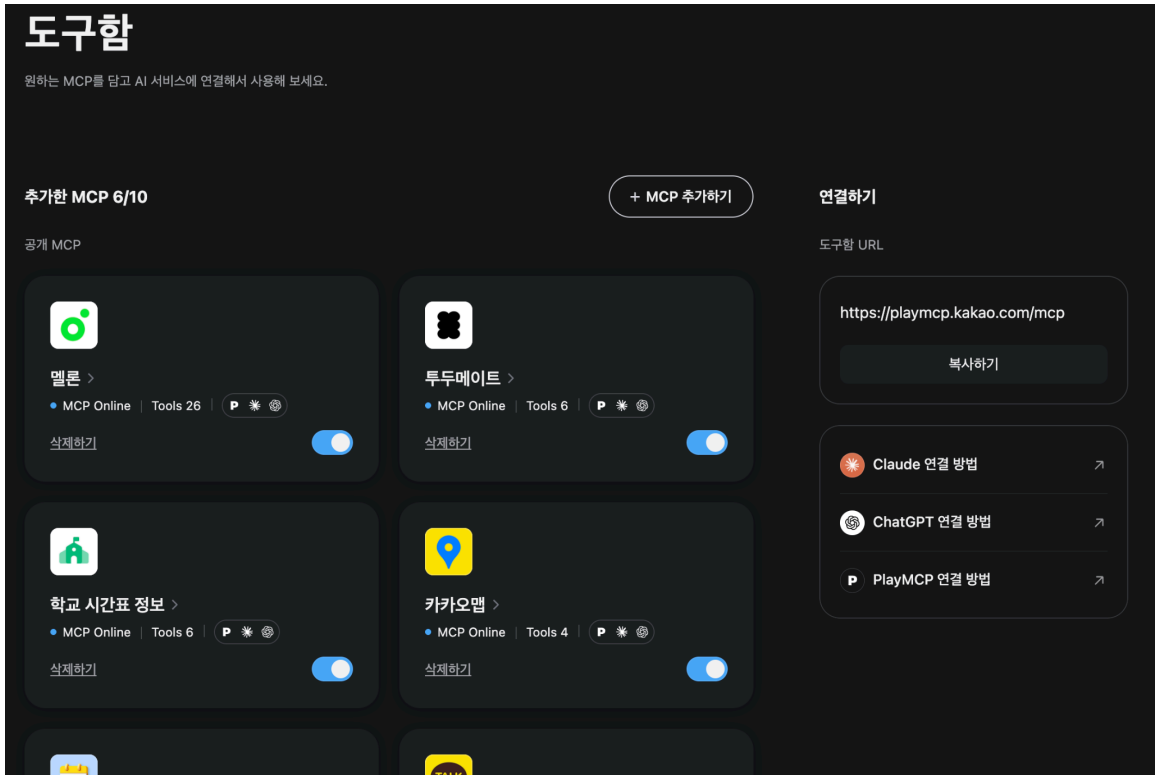 도구함
원하는 MCP를 담고 AI 서비스에 연결해서 사용해 보세요.
추가한 MCP 6/10
+ MCP 추가하기
공개 MCP
멜론 >
MCP Online | Tools 26 | P
삭제하기
투두메이트 >
MCP Online | Tools 6 | P
삭제하기
학교 시간표 정보 >
MCP Online | Tools 6 | P
삭제하기
카카오맵 >
MCP Online | Tools 4 | P
삭제하기
TALK
연결하기
도구함 URL
https://playmcp.kakao.com/mcp
복사하기
Claude 연결 방법
ChatGPT 연결 방법
P PlayMCP 연결 방법